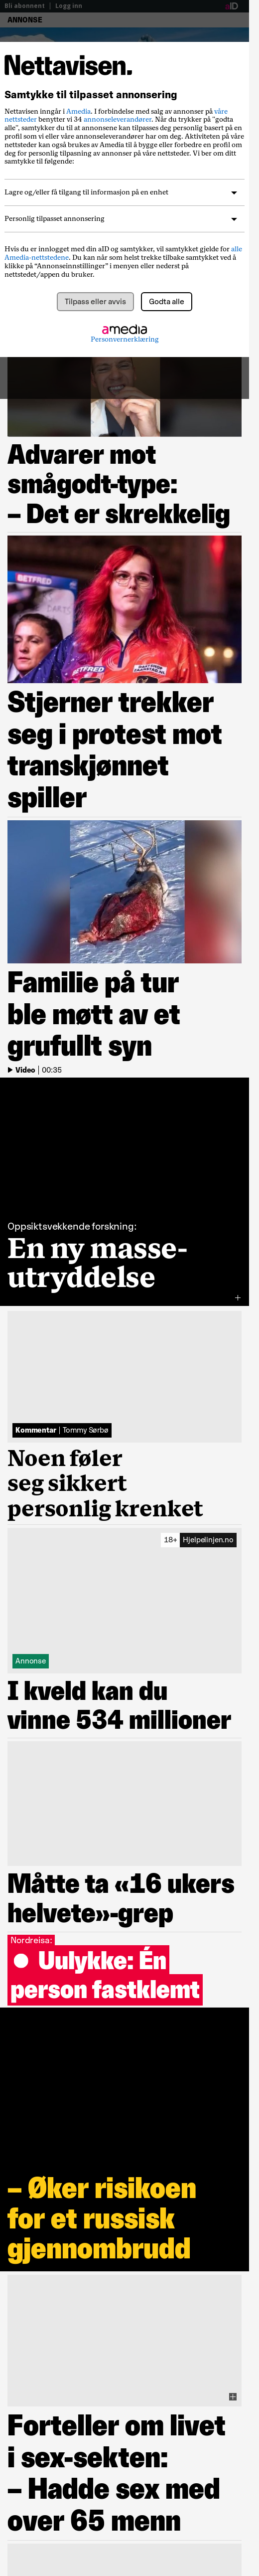 Bli abonnent | Logg inn
aID
ANNONSE
Nettavisen.
Samtykke til tilpasset annonsering
Nettavisen inngår i Amedia. I forbindelse med salg av annonser på våre
nettsteder benytter vi 34 annonseleverandører. Når du trykker på "godta
alle", samtykker du til at annonsene kan tilpasses deg personlig basert på en
profil som vi eller våre annonseleverandører har om deg. Aktiviteten på våre
nettsteder kan også brukes av Amedia til å bygge eller forbedre en profil om
deg for personlig tilpassing av annonser på våre nettsteder. Vi ber om ditt
samtykke til følgende:
Lagre og/eller få tilgang til informasjon på en enhet
Personlig tilpasset annonsering
Hvis du er innlogget med din aID og samtykker, vil samtykket gjelde for alle
Amedia-nettstedene. Du kan når som helst trekke tilbake samtykket ved å
klikke på “Annonseinnstillinger” i menyen eller nederst på
nettstedet/appen du bruker.
Tilpass eller avvis
Godta alle
amedia
Personvernerklæring
Advarer mot
smågodt-type:
– Det er skrekkelig
BETFRED
DARTS
BETFRED
Stjerner trekker
seg i protest mot
transkjønnet
spiller
Familie på tur
ble møtt av et
grufullt syn
Video | 00:35
Oppsiktsvekkende forskning:
En ny masse-
utryddelse
Kommentar | Tommy Sørbø
Noen føler
seg sikkert
personlig krenket
18+ Hjelpelinjen.no
Annonse
I kveld kan du
vinne 534 millioner
Måtte ta «16 ukers
helvete»-grep
Nordreisa:
Uulykke: Én
person fastklemt
– Øker risikoen
for et russisk
gjennombrudd
Forteller om livet
i sex-sekten:
– Hadde sex med
over 65 menn